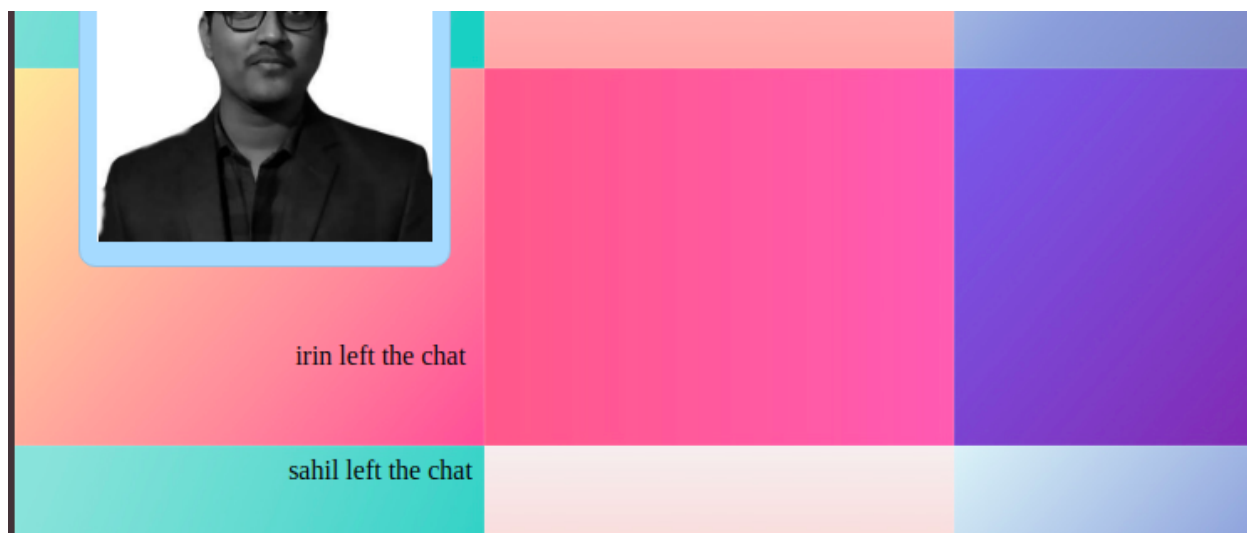 irin left the chat
sahil left the chat